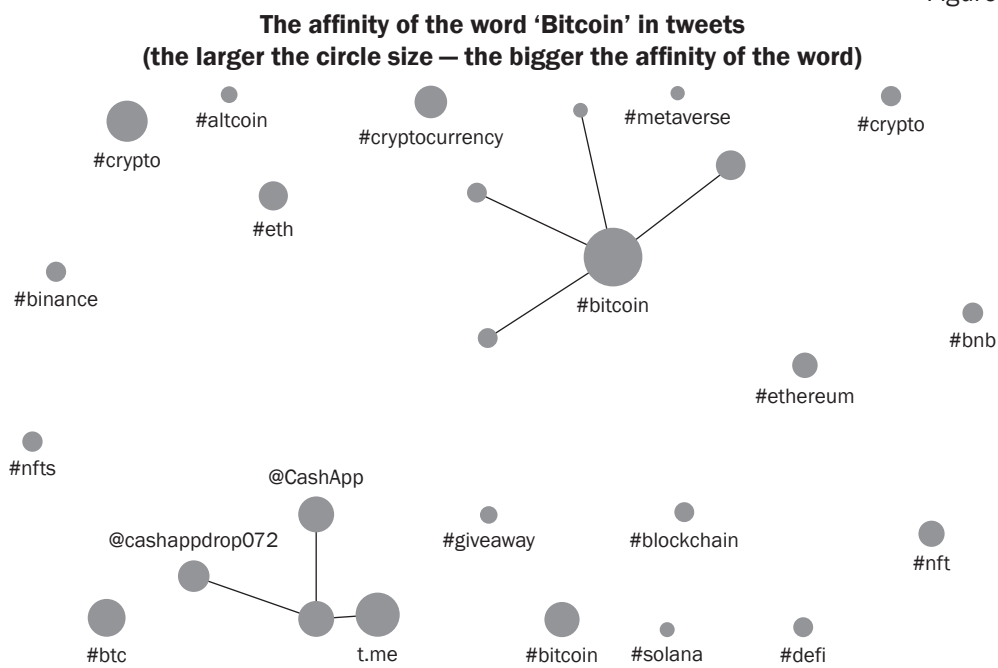 The affinity of the word ‘Bitcoin’ in tweets
(the larger the circle size — the bigger the affinity of the word)
#altcoin
#metaverse
#crypto
#cryptocurrency
#crypto
#eth
#binance
#bitcoin
#bnb
#ethereum
#nfts
@CashApp
@cashappdrop072
#giveaway
#blockchain
#nft
#btc
t.me
#bitcoin
#solana
#defi